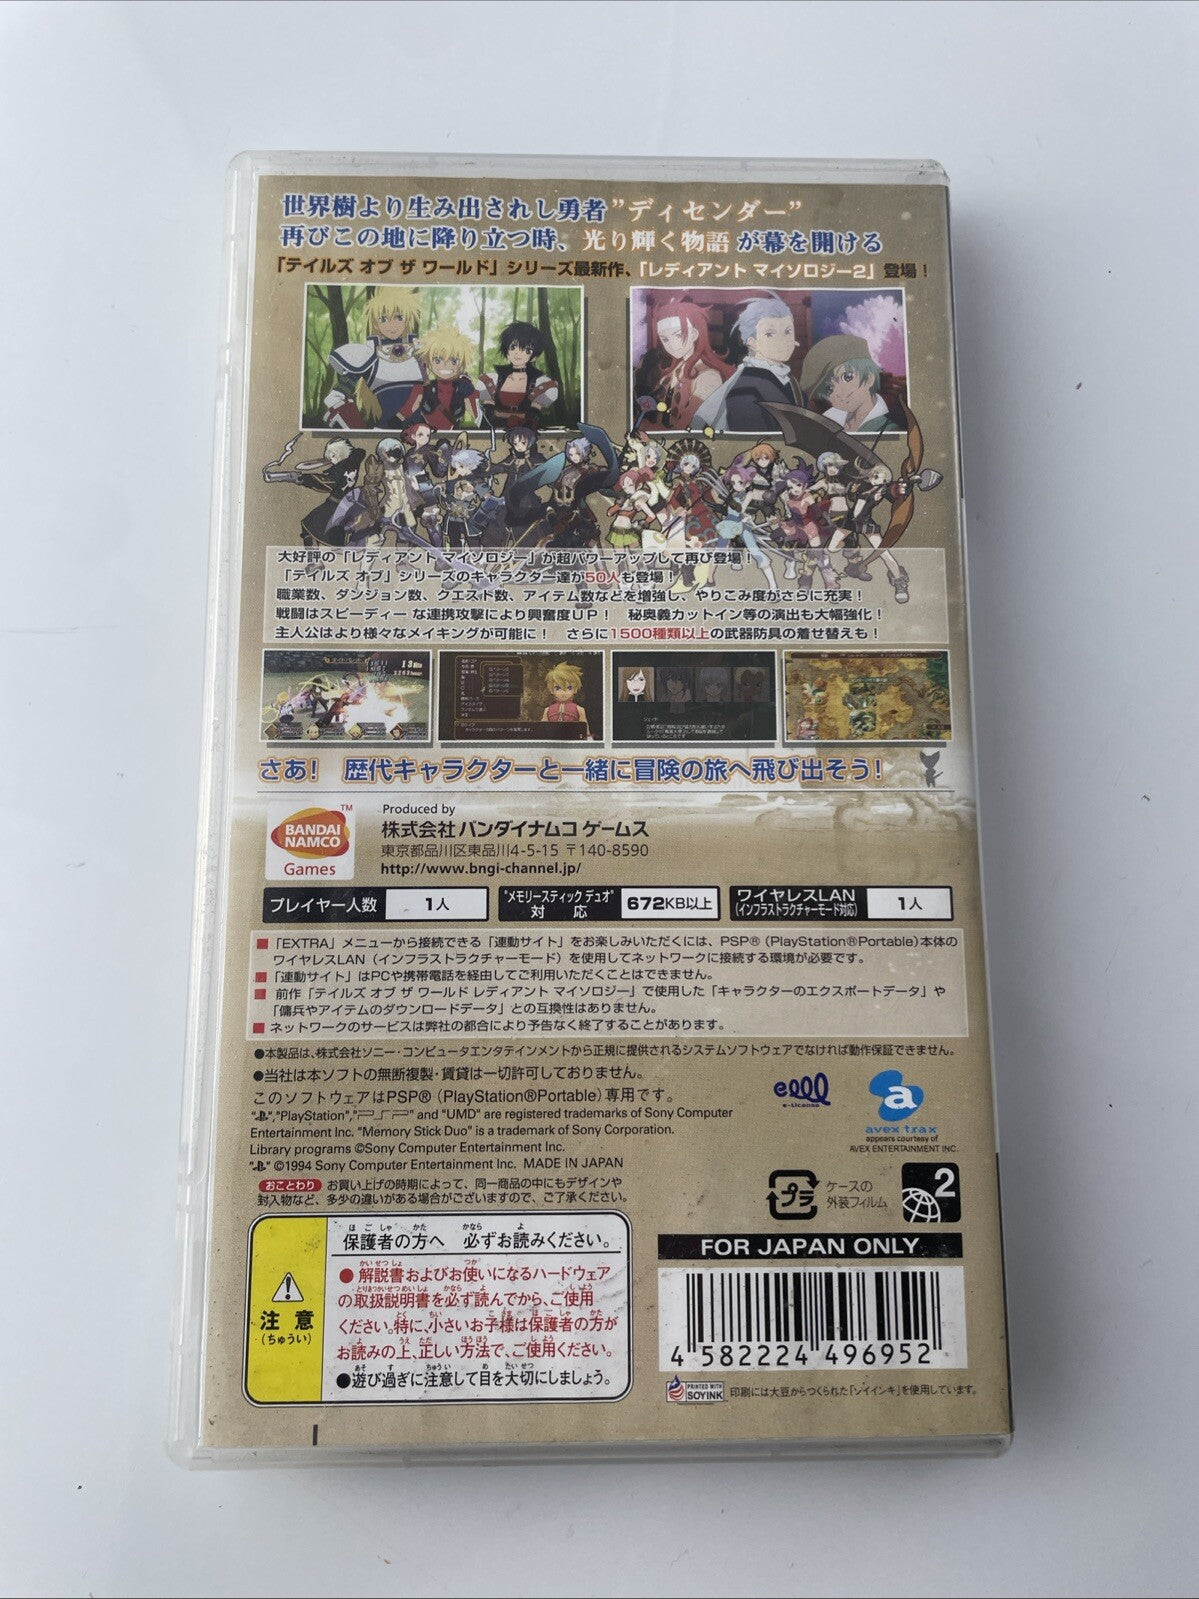 世界樹より生み出されし勇者"ディセンダー"
再びこの地に降り立つ時、光り輝く物語が幕を開ける
「テイルズ オブ ザ ワールド」シリーズ最新作、「レディアント マイソロジー2」登場！
大好評の「レディアント マイソロジー」が超パワーアップして再び登場！
「テイルズ オブ」シリーズのキャラクター達が50人も登場！
職業数、ダンジョン数、クエスト数、アイテム数などを増強し、やりこみ度がさらに充実！
戦闘はスピーディーな連携攻撃により興奮度UP！ 秘奥義カットイン等の演出も大幅強化！
主人公はより様々なメイキングが可能に！ さらに1500種類以上の武器防具の着せ替えも！
さあ！ 歴代キャラクターと一緒に冒険の旅へ飛び出そう！
BANDAI NAMCO Games TM
Produced by
株式会社 バンダイナムコ ゲームス
東京都品川区東品川4-5-15 〒140-8590
http://www.bngi-channel.jp/
プレイヤー人数 1人
"メモリースティック デュオ" 対応 672KB以上
ワイヤレスLAN (インフラストラクチャーモード対応) 1人
■「EXTRA」メニューから接続できる「連動サイト」をお楽しみいただくには、PSP®（PlayStation®Portable）本体の
ワイヤレスLAN（インフラストラクチャーモード）を使用してネットワークに接続する環境が必要です。
■「連動サイト」はPCや携帯電話を経由してご利用いただくことはできません。
■ 前作「テイルズ オブ ザ ワールド レディアント マイソロジー」で使用した「キャラクターのエクスポートデータ」や
「傭兵やアイテムのダウンロードデータ」との互換性はありません。
■ ネットワークのサービスは弊社の都合により予告なく終了することがあります。
●本製品は、株式会社ソニー・コンピュータエンタテインメントから正規に提供されるシステムソフトウェアでなければ動作保証できません。
●当社は本ソフトの無断複製・賃貸は一切許可しておりません。
このソフトウェアはPSP®（PlayStation®Portable）専用です。
"PS","PlayStation","PSP" and "UMD" are registered trademarks of Sony Computer
Entertainment Inc. "Memory Stick Duo" is a trademark of Sony Corporation.
Library programs ©Sony Computer Entertainment Inc.
"PS" ©1994 Sony Computer Entertainment Inc. MADE IN JAPAN
e-License
a
avex trax
appears courtesy of
AVEX ENTERTAINMENT INC.
おことわり お買い上げの時期によって、同一商品の中にもデザインや
封入物など、多少の違いがある場合がございますので、ご了承ください。
プラ ケースの
外装フィルム
2
注意
(ちゅうい)
保護者の方へ 必ずお読みください。
●解説書およびお使いになるハードウェア
の取扱説明書を必ず読んでから、ご使用
ください。特に、小さいお子様は保護者の方が
お読みの上、正しい方法で、ご使用ください。
●遊び過ぎに注意して目を大切にしましょう。
FOR JAPAN ONLY
4 582224 496952
PRINTED WITH SOYINK 印刷には大豆からつくられた「ソイインキ」を使用しています。